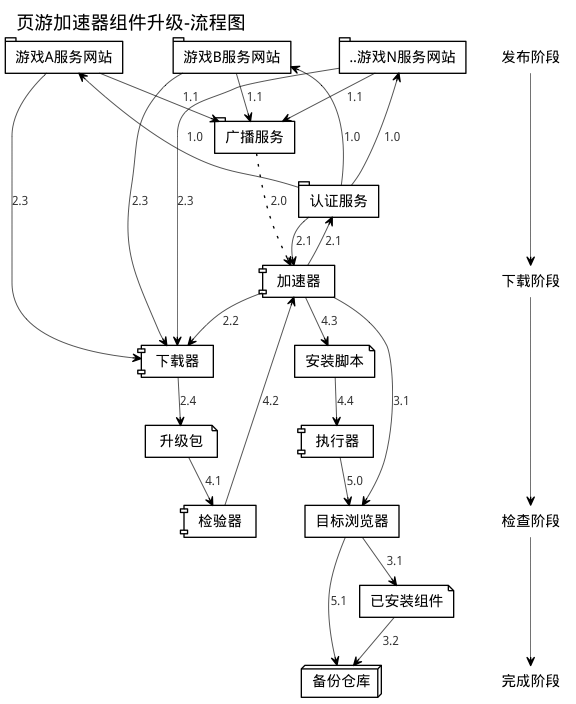 页游加速器组件升级-流程图
游戏A服务网站
游戏B服务网站
..游戏N服务网站
发布阶段
1.1
1.1
1.1
广播服务
1.0
1.0
1.0
认证服务
2.3
2.3
2.3
2.0
2.1
2.1
加速器
下载阶段
2.2
4.3
下载器
安装脚本
2.4
4.2
4.4
3.1
升级包
执行器
4.1
5.0
检验器
目标浏览器
检查阶段
3.1
5.1
已安装组件
3.2
备份仓库
完成阶段